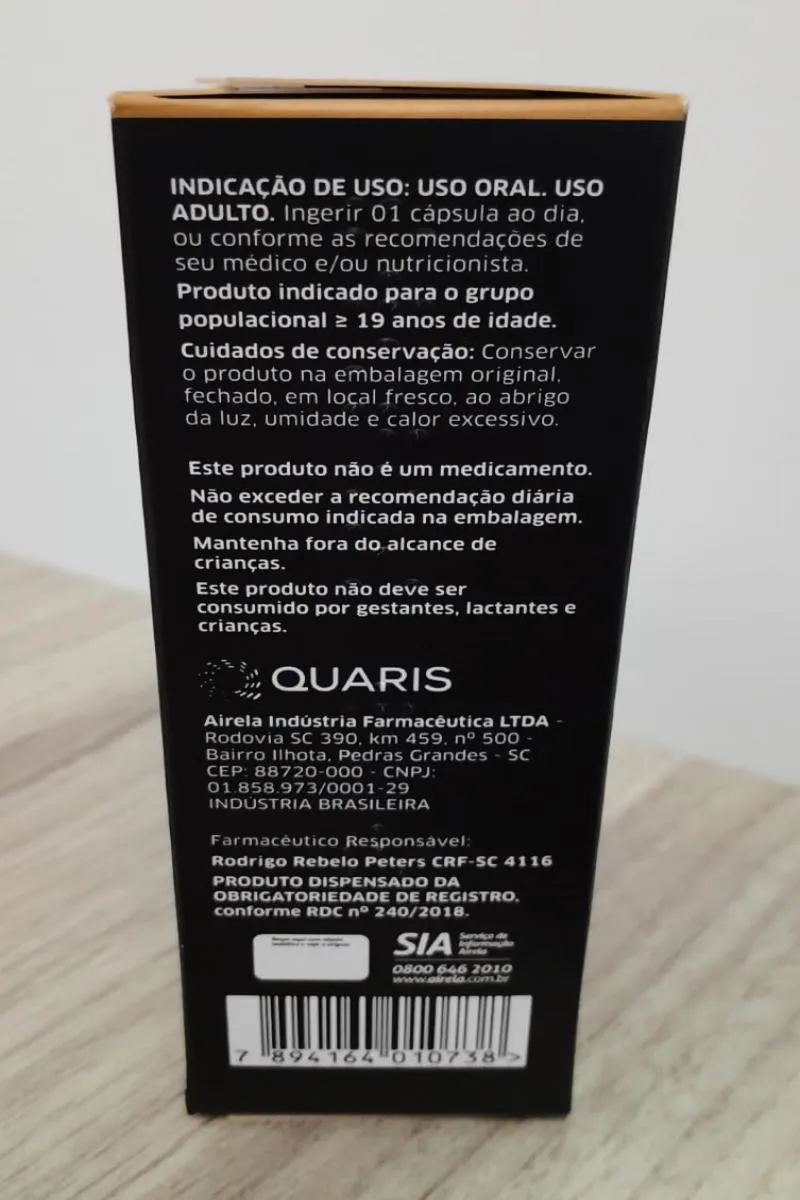 INDICAÇÃO DE USO: USO ORAL. USO
ADULTO. Ingerir 01 cápsula ao dia,
ou conforme as recomendações de
seu médico e/ou nutricionista.
Produto indicado para o grupo
populacional ≥ 19 anos de idade.
Cuidados de conservação: Conservar
o produto na embalagem original,
fechado, em local fresco, ao abrigo
da luz, umidade e calor excessivo.
Este produto não é um medicamento.
Não exceder a recomendação diária
de consumo indicada na embalagem.
Mantenha fora do alcance de
crianças.
Este produto não deve ser
consumido por gestantes, lactantes e
crianças.
QUARIS
Airela Indústria Farmacêutica LTDA -
Rodovia SC 390, km 459, nº 500 -
Bairro Ilhota, Pedras Grandes - SC
CEP: 88720-000 - CNPJ:
01.858.973/0001-29
INDÚSTRIA BRASILEIRA
Farmacêutico Responsável:
Rodrigo Rebelo Peters CRF-SC 4116
PRODUTO DISPENSADO DA
OBRIGATORIEDADE DE REGISTRO,
conforme RDC nº 240/2018.
SIA Serviço de
Informação
Airela
0800 646 2010
www.airela.com.br
7 894164 010738 >